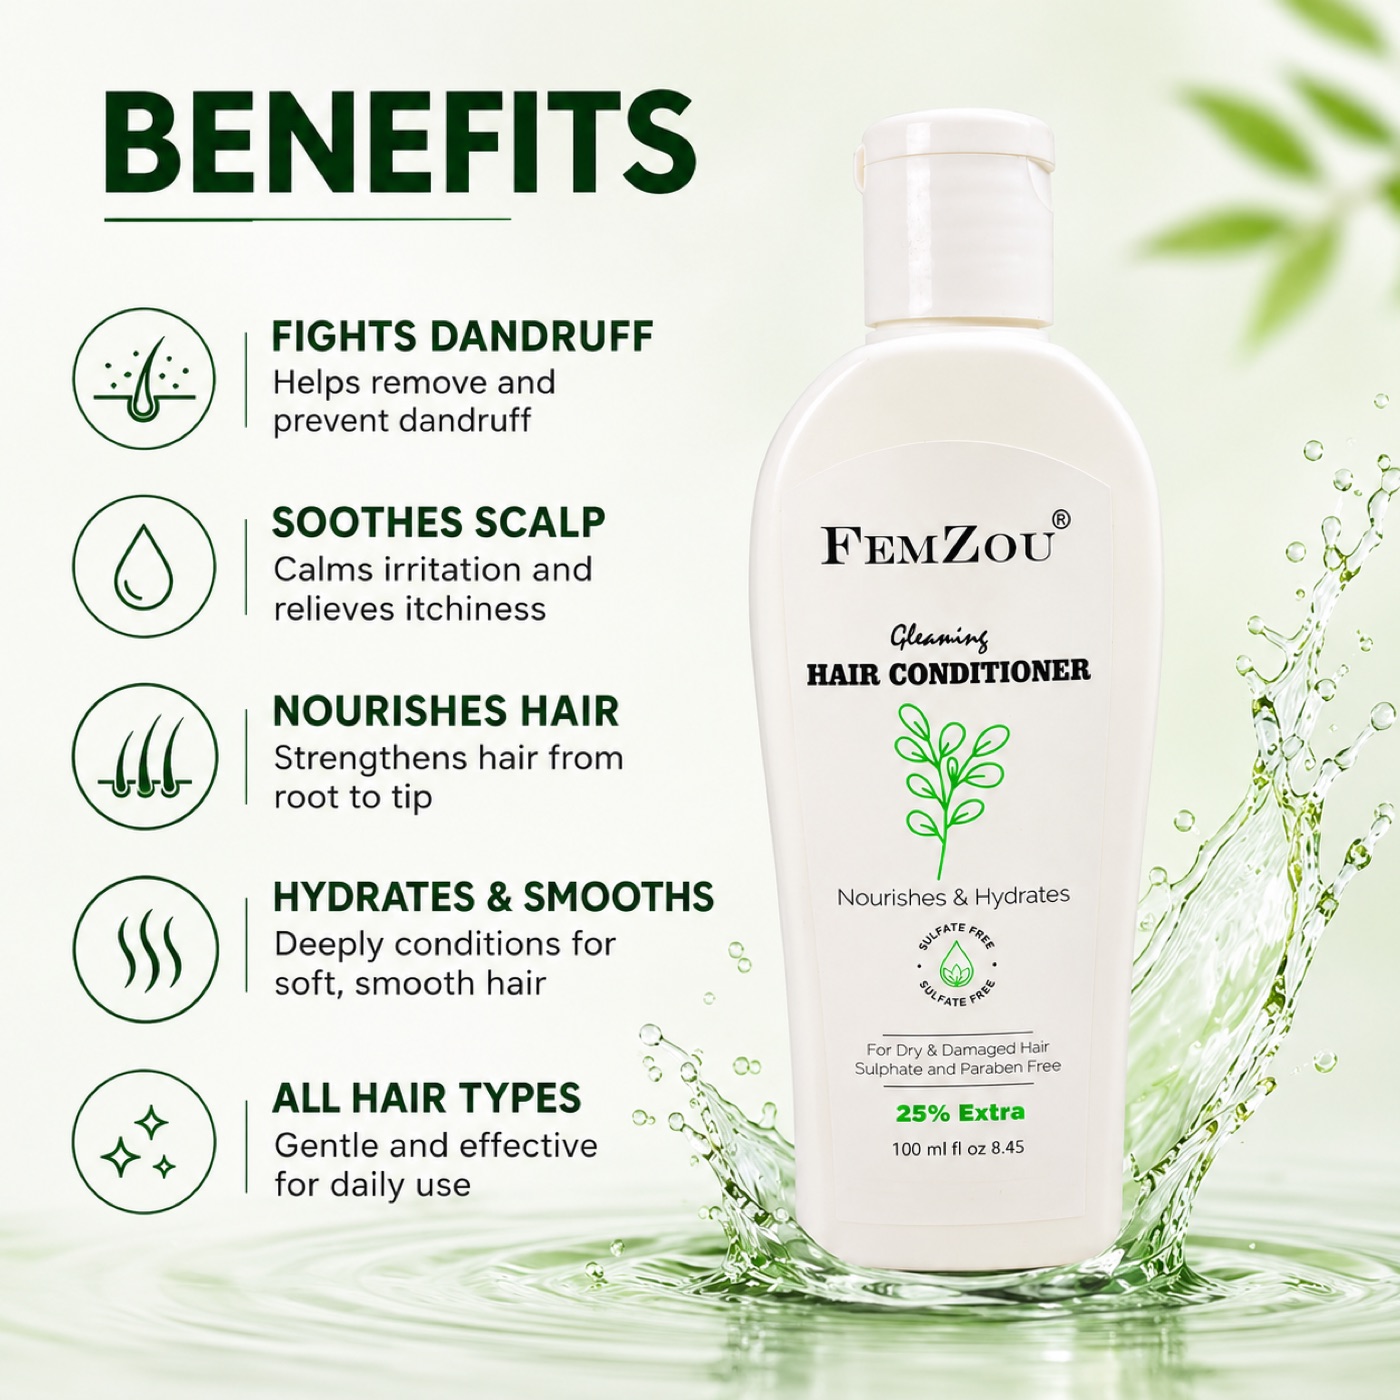 BENEFITS
FIGHTS DANDRUFF
Helps remove and
prevent dandruff
SOOTHES SCALP
Calms irritation and
relieves itchiness
NOURISHES HAIR
Strengthens hair from
root to tip
HYDRATES & SMOOTHS
Deeply conditions for
soft, smooth hair
ALL HAIR TYPES
Gentle and effective
for daily use
FEMZOU®
Gleaming
HAIR CONDITIONER
Nourishes & Hydrates
SULFATE FREE
SULFATE FREE
For Dry & Damaged Hair
Sulphate and Paraben Free
25% Extra
100 ml fl oz 8.45